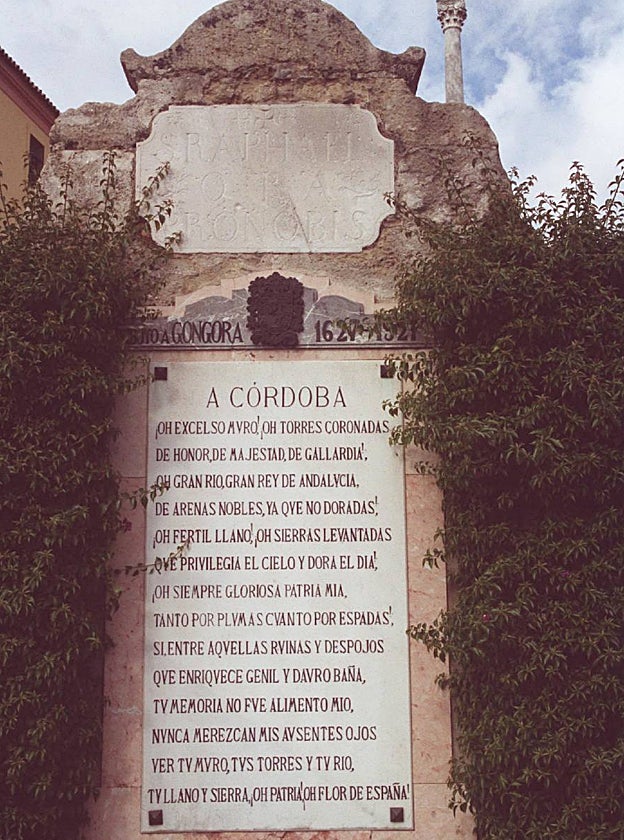 S RAPHAEL
ORA
PRONOBIS
A GONGORA 1627-1927
A CÓRDOBA
¡OH EXCELSO MVRO!, ¡OH TORRES CORONADAS
DE HONOR, DE MAJESTAD, DE GALLARDIA!,
¡OH GRAN RIO, GRAN REY DE ANDALVCIA,
DE ARENAS NOBLES, YA QVE NO DORADAS!,
¡OH FERTIL LLANO!, ¡OH SIERRAS LEVANTADAS
QVE PRIVILEGIA EL CIELO Y DORA EL DIA!,
¡OH SIEMPRE GLORIOSA PATRIA MIA,
TANTO POR PLVMAS CVANTO POR ESPADAS!,
SI, ENTRE AQVELLAS RVINAS Y DESPOJOS
QVE ENRIQVECE GENIL Y DAVRO BAÑA,
TV MEMORIA NO FVE ALIMENTO MIO,
NVNCA MEREZCAN MIS AVSENTES OJOS
VER TV MVRO, TVS TORRES Y TV RIO,
TV LLANO Y SIERRA, ¡OH PATRIA!, ¡OH FLOR DE ESPAÑA!